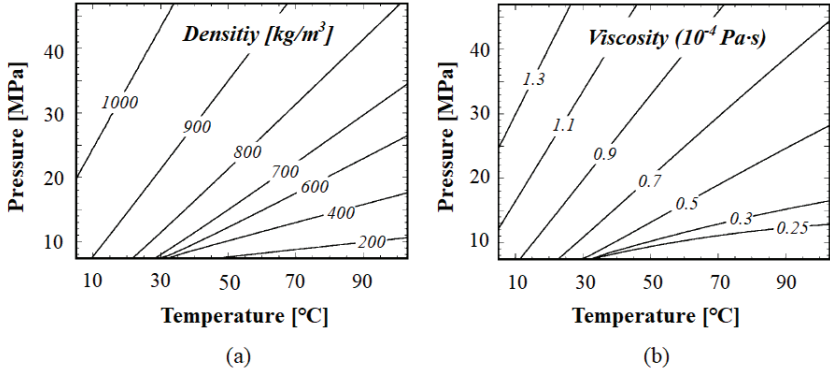 Densitiy [kg/m³]
Pressure [MPa]
40
30
20
10
1000
900
800
700
600
400
200
10 30 50 70 90
Temperature [°C]
(a)
Viscosity (10⁻⁴ Pa·s)
Pressure [MPa]
40
30
20
10
1.3
1.1
0.9
0.7
0.5
0.3
0.25
10 30 50 70 90
Temperature [°C]
(b)